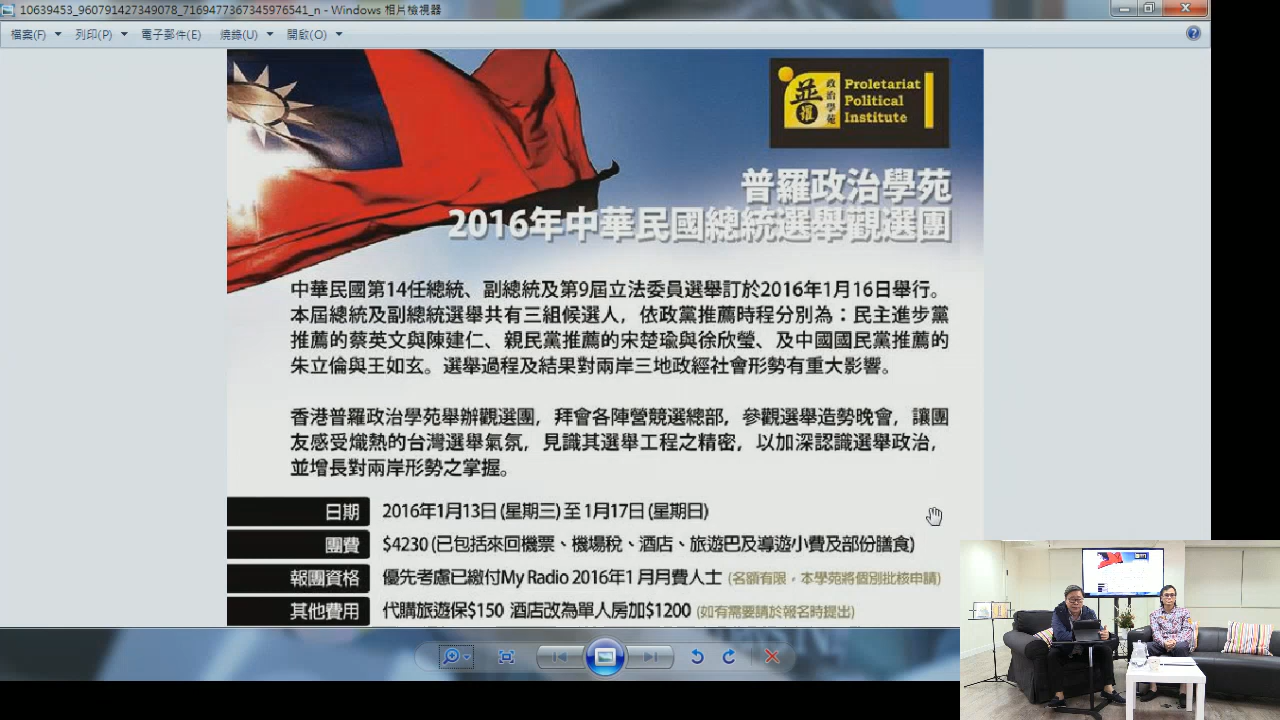 10639453_960791427349078_7169477367345976541_n - Windows 相片檢視器
檔案(F) 列印(P) 電子郵件(E) 燒錄(U) 開啟(O)
普羅
政治學苑
Proletariat
Political
Institute
普羅政治學苑
2016年中華民國總統選舉觀選團
中華民國第14任總統、副總統及第9屆立法委員選舉訂於2016年1月16日舉行。
本屆總統及副總統選舉共有三組候選人，依政黨推薦時程分別為：民主進步黨
推薦的蔡英文與陳建仁、親民黨推薦的宋楚瑜與徐欣瑩、及中國國民黨推薦的
朱立倫與王如玄。選舉過程及結果對兩岸三地政經社會形勢有重大影響。
香港普羅政治學苑舉辦觀選團，拜會各陣營競選總部，參觀選舉造勢晚會，讓團
友感受熾熱的台灣選舉氣氛，見識其選舉工程之精密，以加深認識選舉政治，
並增長對兩岸形勢之掌握。
日期 2016年1月13日(星期三)至1月17日(星期日)
團費 $4230(已包括來回機票、機場稅、酒店、旅遊巴及導遊小費及部份膳食)
報團資格 優先考慮已繳付My Radio 2016年1月月費人士 (名額有限，本學苑將個別批核申請)
其他費用 代購旅遊保$150 酒店改為單人房加$1200 (如有需要請於報名時提出)